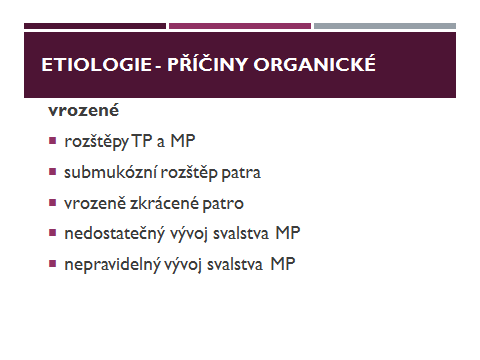 ETIOLOGIE - PŘÍČINY ORGANICKÉ
vrozené
rozštěpy TP a MP
submukózní rozštěp patra
vrozeně zkrácené patro
nedostatečný vývoj svalstva MP
nepravidelný vývoj svalstva MP